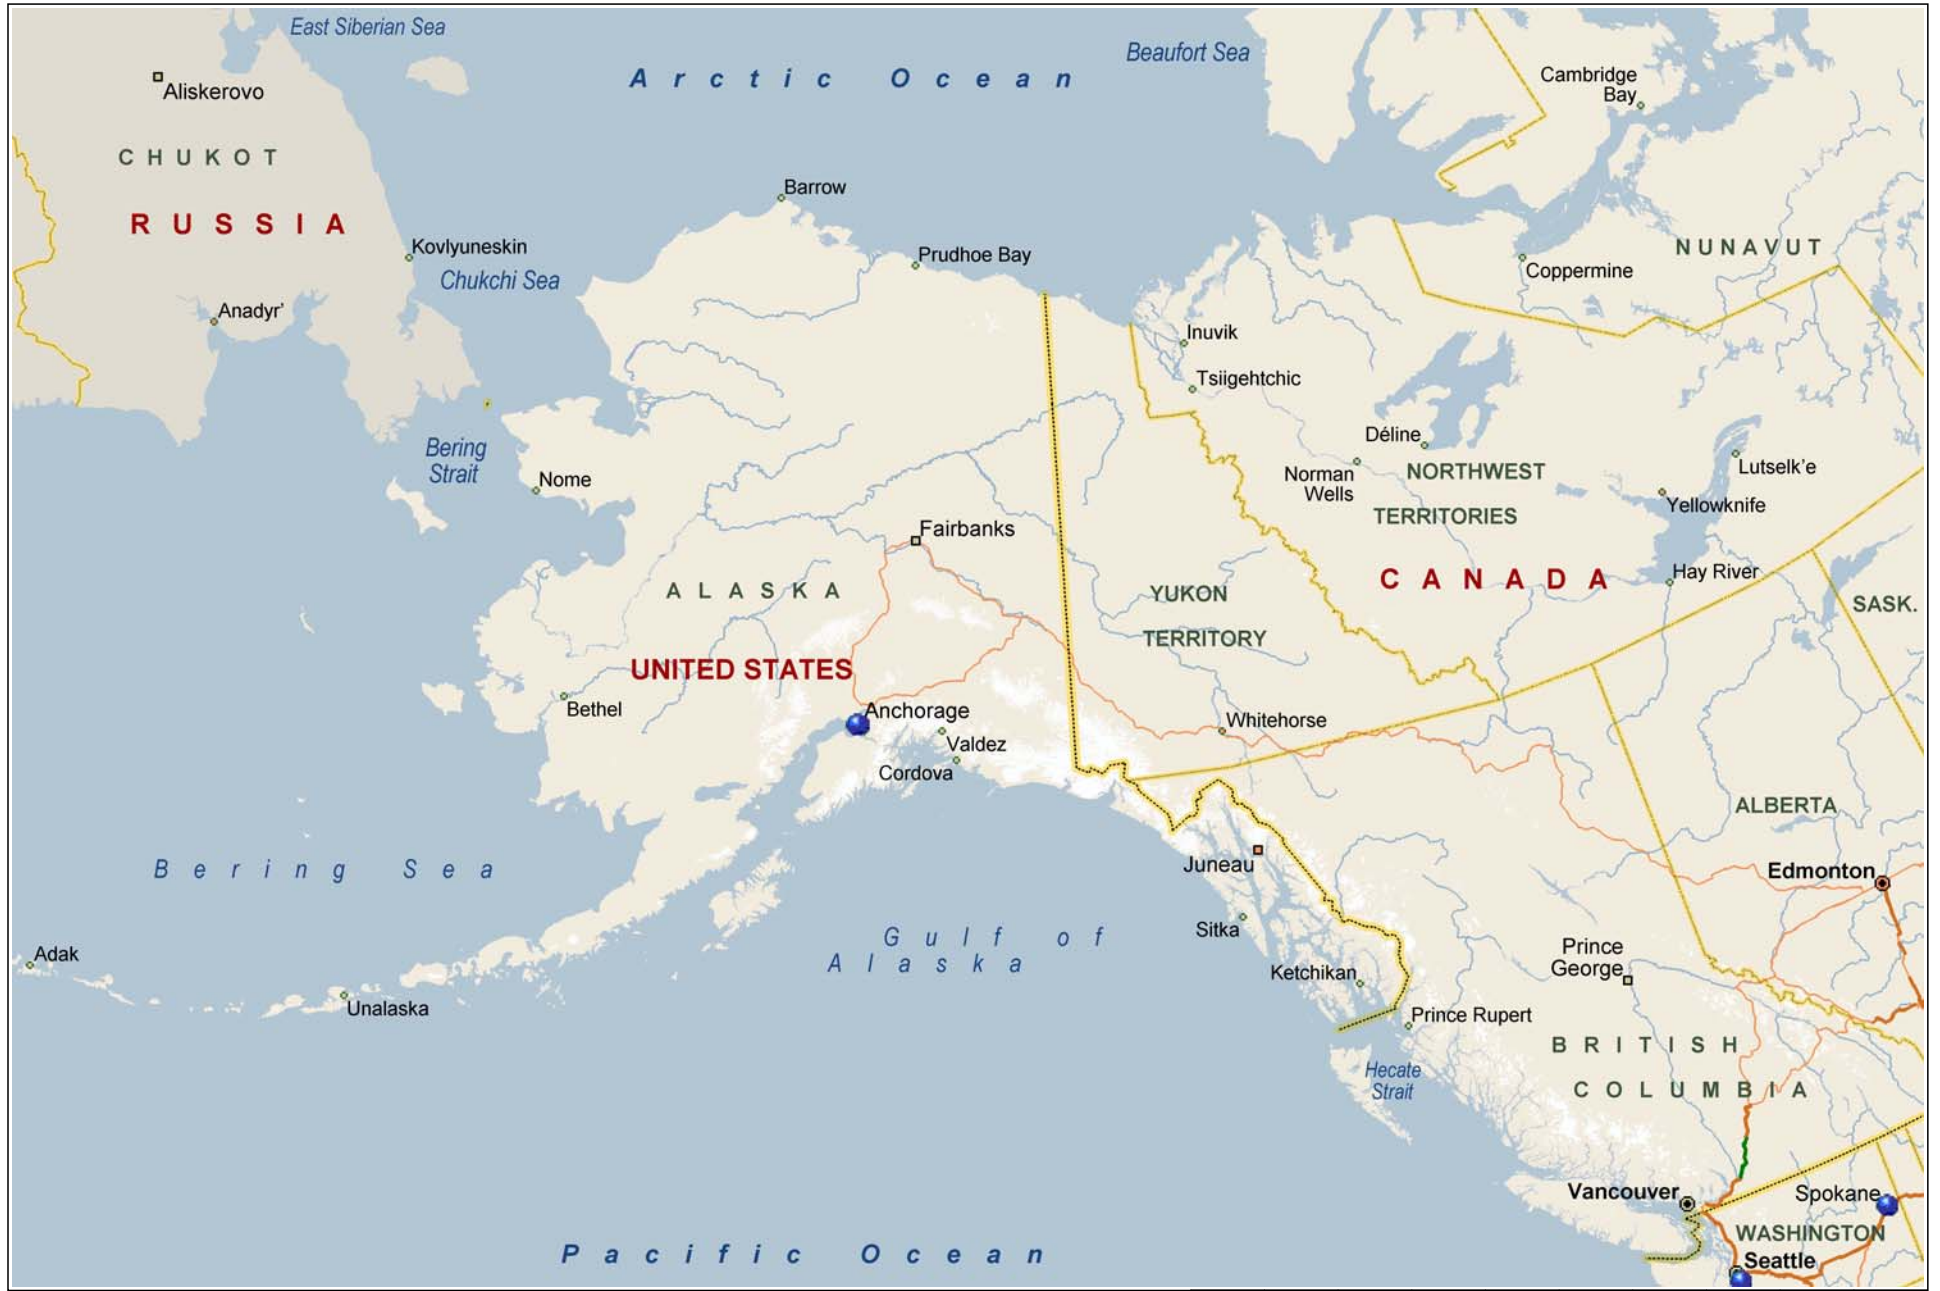 East Siberian Sea
Arctic Ocean
Beaufort Sea
Cambridge
Bay
Aliskerovo
CHUKOT
RUSSIA
Barrow
Kovlyuneskin
Chukchi Sea
Prudhoe Bay
NUNAVUT
Coppermine
Anadyr’
Inuvik
Tsiigehtchic
Déline
Bering
Strait
Nome
Norman
Wells
NORTHWEST
TERRITORIES
Lutselk’e
Yellowknife
Fairbanks
ALASKA
YUKON
TERRITORY
CANADA
Hay River
SASK.
UNITED STATES
Bethel
Anchorage
Valdez
Cordova
Whitehorse
ALBERTA
Bering Sea
Juneau
Edmonton
Sitka
Gulf of
Alaska
Adak
Unalaska
Ketchikan
Prince
George
Prince Rupert
BRITISH
COLUMBIA
Hecate
Strait
Vancouver
Spokane
WASHINGTON
Seattle
Pacific Ocean